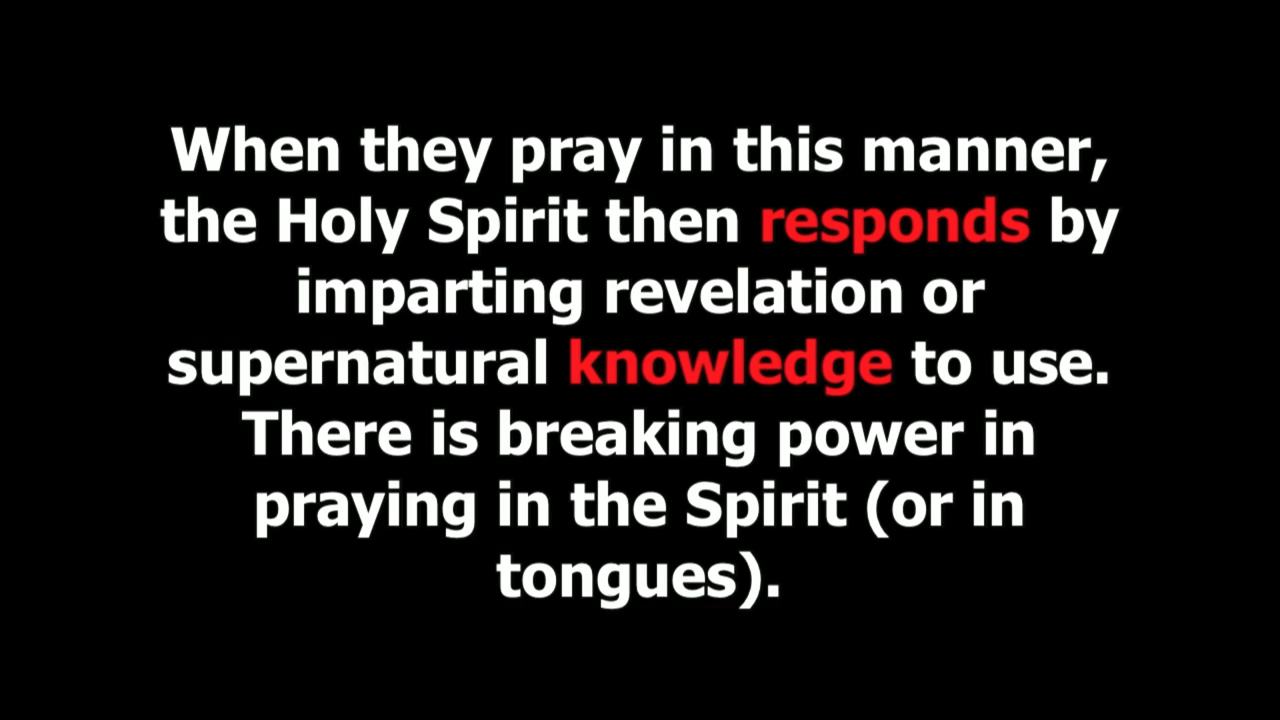 When they pray in this manner,
the Holy Spirit then responds by
imparting revelation or
supernatural knowledge to use.
There is breaking power in
praying in the Spirit (or in
tongues).